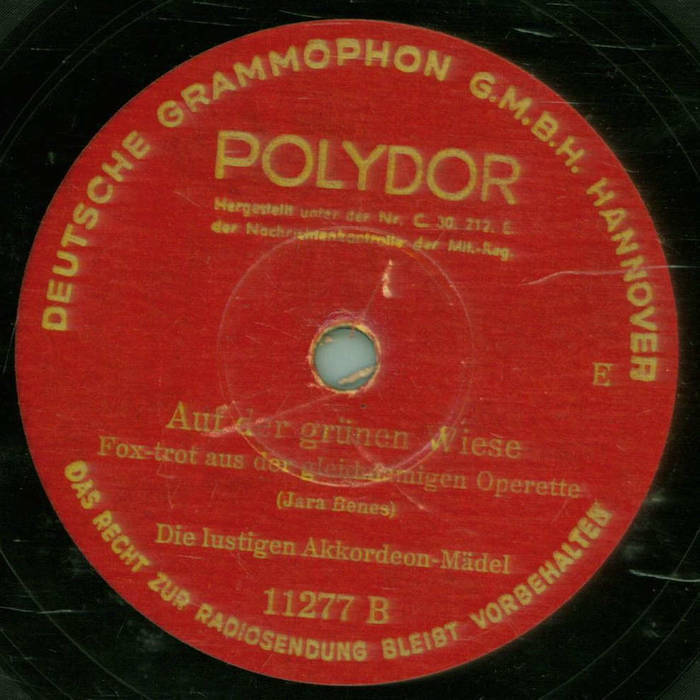 DEUTSCHE GRAMMOPHON G.M.B.H. HANNOVER
POLYDOR
Hergestellt unter der Nr. C. 30. 217. E.
der Nachrichtenkontrolle der Mil.-Reg.
E
Auf der grünen Wiese
Fox-trot aus der gleichnamigen Operette
(Jara Benes)
Die lustigen Akkordeon-Mädel
11277 B
DAS RECHT ZUR RADIOSENDUNG BLEIBT VORBEHALTEN